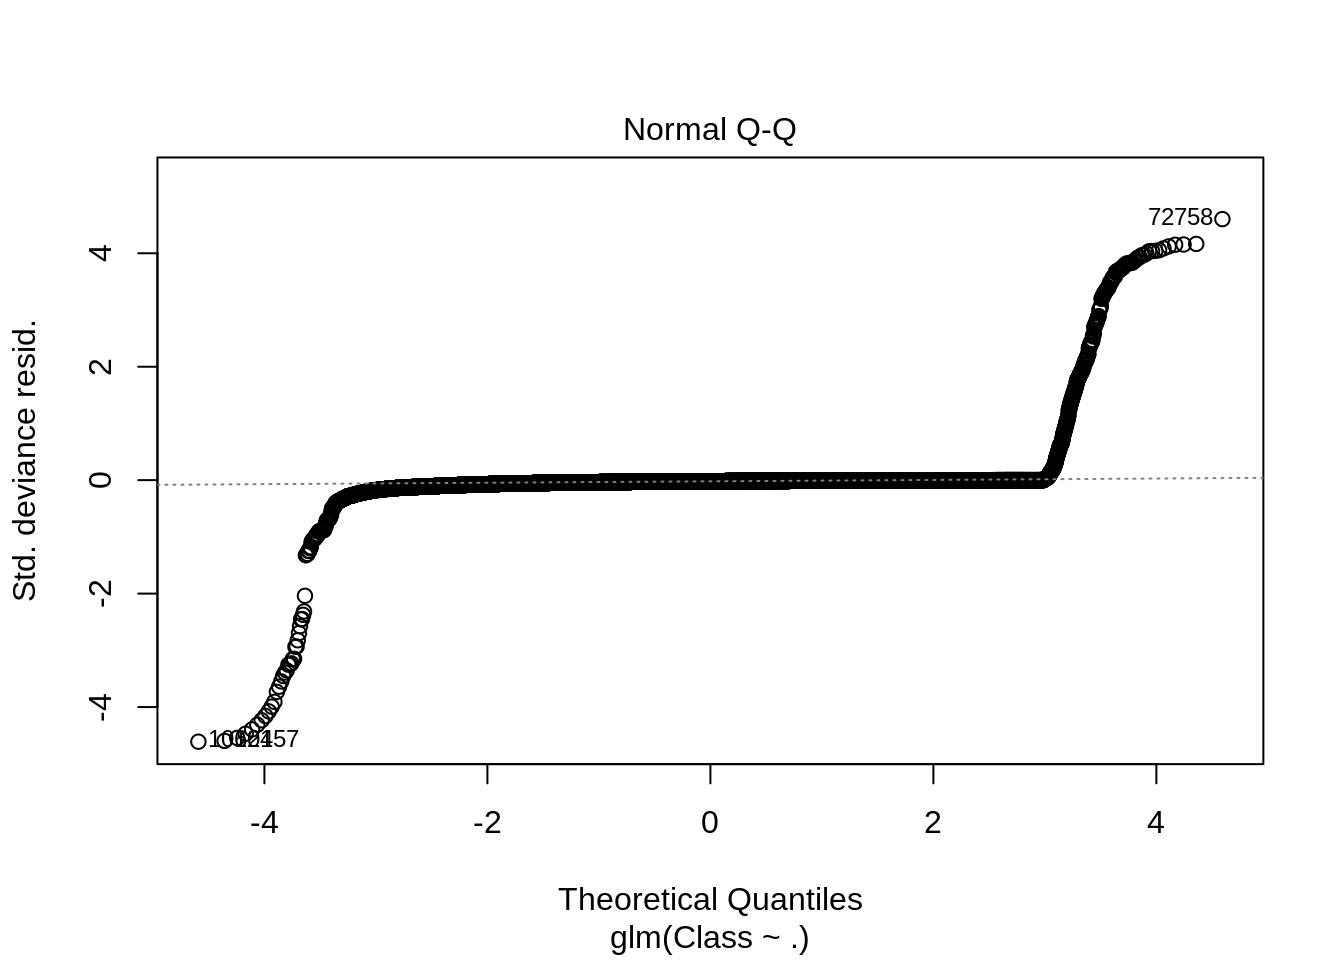 Normal Q-Q
72758
4
2
0
-2
-4
Std. deviance resid.
-4
-2
0
2
4
Theoretical Quantiles
glm(Class ~ .)